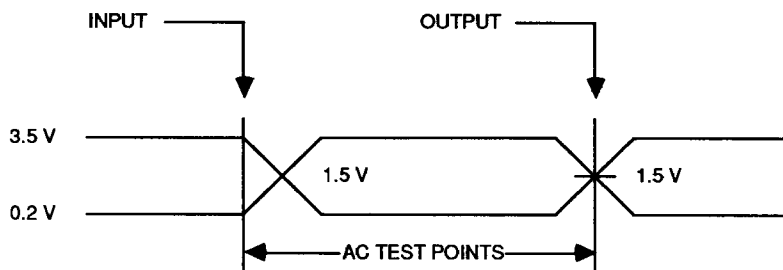 INPUT
OUTPUT
3.5 V
1.5 V
1.5 V
0.2 V
AC TEST POINTS